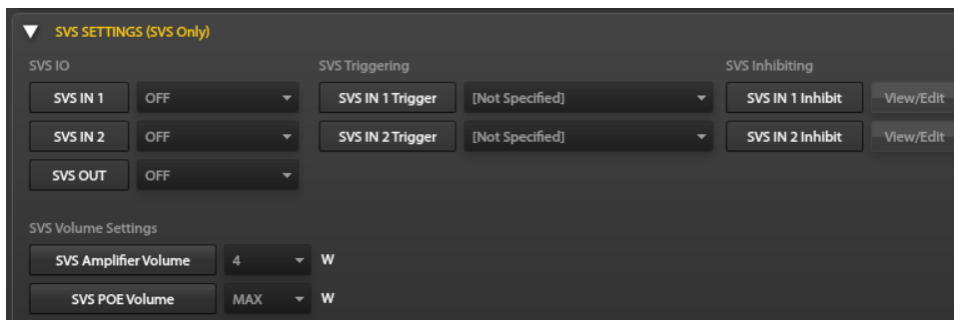 SVS SETTINGS (SVS Only)
SVS IO SVS Triggering SVS Inhibiting
SVS IN 1 OFF SVS IN 1 Trigger [Not Specified] SVS IN 1 Inhibit View/Edit
SVS IN 2 OFF SVS IN 2 Trigger [Not Specified] SVS IN 2 Inhibit View/Edit
SVS OUT OFF
SVS Volume Settings
SVS Amplifier Volume 4 W
SVS POE Volume MAX W